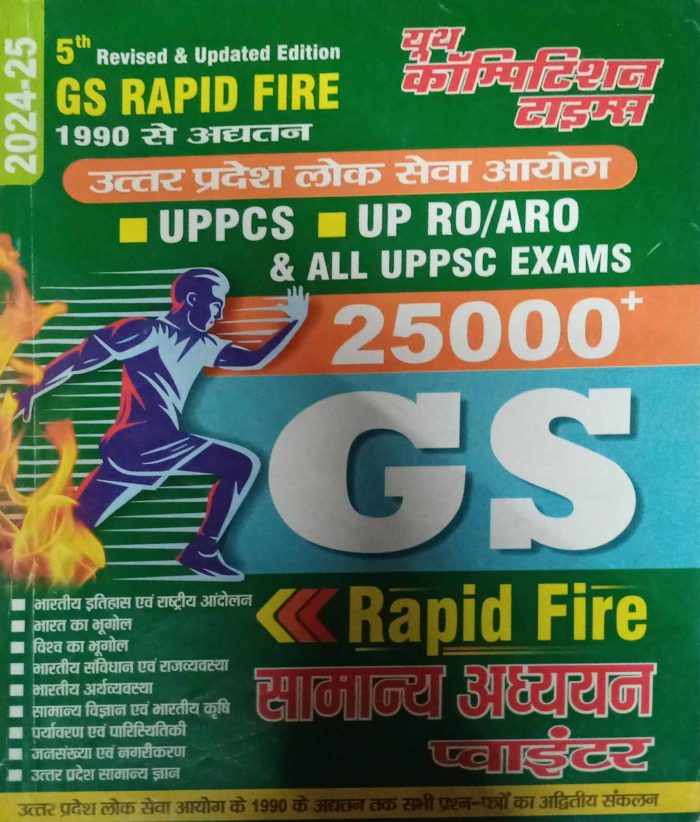 2024-25
5th Revised & Updated Edition
GS RAPID FIRE
1990 से अद्यतन
यूथ
कॉम्पिटिशन
टाइम्स
उत्तर प्रदेश लोक सेवा आयोग
UPPCS UP RO/ARO
& ALL UPPSC EXAMS
25000+
GS
Rapid Fire
सामान्य अध्ययन
प्वाइंटर
भारतीय इतिहास एवं राष्ट्रीय आंदोलन
भारत का भूगोल
विश्व का भूगोल
भारतीय संविधान एवं राजव्यवस्था
भारतीय अर्थव्यवस्था
सामान्य विज्ञान एवं भारतीय कृषि
पर्यावरण एवं पारिस्थितिकी
जनसंख्या एवं नगरीकरण
उत्तर प्रदेश सामान्य ज्ञान
उत्तर प्रदेश लोक सेवा आयोग के 1990 के अद्यतन तक सभी प्रश्न-पत्रों का अद्वितीय संकलन